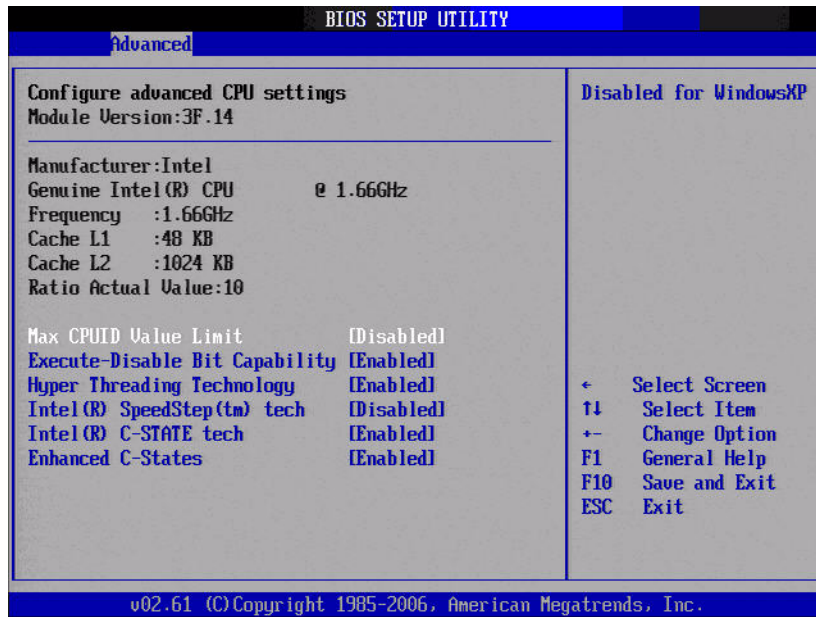 BIOS SETUP UTILITY
Advanced
Configure advanced CPU settings
Module Version:3F.14
Manufacturer:Intel
Genuine Intel(R) CPU @ 1.66GHz
Frequency :1.66GHz
Cache L1 :48 KB
Cache L2 :1024 KB
Ratio Actual Value:10
Max CPUID Value Limit [Disabled]
Execute-Disable Bit Capability [Enabled]
Hyper Threading Technology [Enabled]
Intel(R) SpeedStep(tm) tech [Disabled]
Intel(R) C-STATE tech [Enabled]
Enhanced C-States [Enabled]
Disabled for WindowsXP
← Select Screen
↑↓ Select Item
+- Change Option
F1 General Help
F10 Save and Exit
ESC Exit
v02.61 (C)Copyright 1985-2006, American Megatrends, Inc.